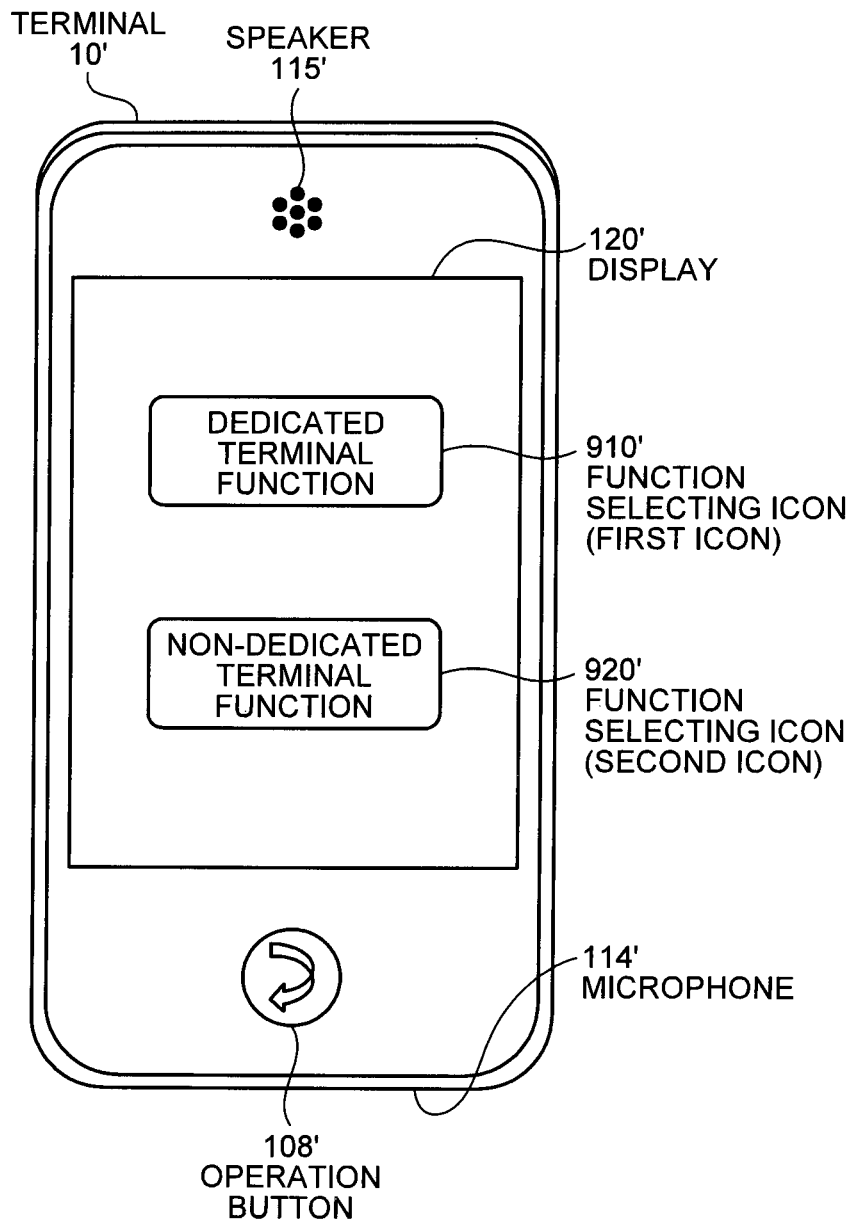 TERMINAL
10'
SPEAKER
115'
120'
DISPLAY
DEDICATED
TERMINAL
FUNCTION
910'
FUNCTION
SELECTING ICON
(FIRST ICON)
NON-DEDICATED
TERMINAL
FUNCTION
920'
FUNCTION
SELECTING ICON
(SECOND ICON)
114'
MICROPHONE
108'
OPERATION
BUTTON